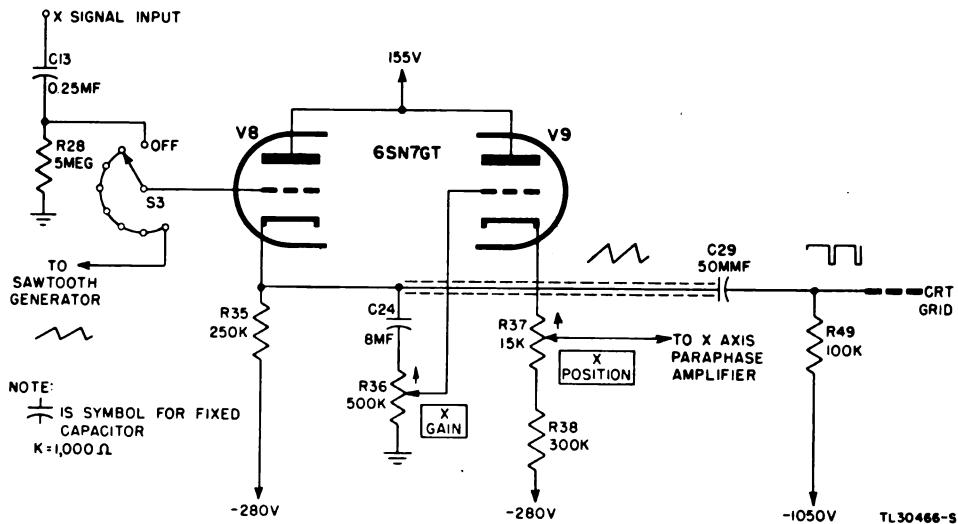 X SIGNAL INPUT
C13
0.25MF
R28
5MEG
OFF
S3
TO
SAWTOOTH
GENERATOR
NOTE:
IS SYMBOL FOR FIXED
CAPACITOR
K=1,000Ω
155V
V8
6SN7GT
V9
R35
250K
-280V
C24
8MF
R36
500K
X
GAIN
R37
15K
X
POSITION
TO X AXIS
PARAPHASE
AMPLIFIER
R38
300K
-280V
C29
50MMF
CRT
GRID
R49
100K
-1050V
TL30466-S